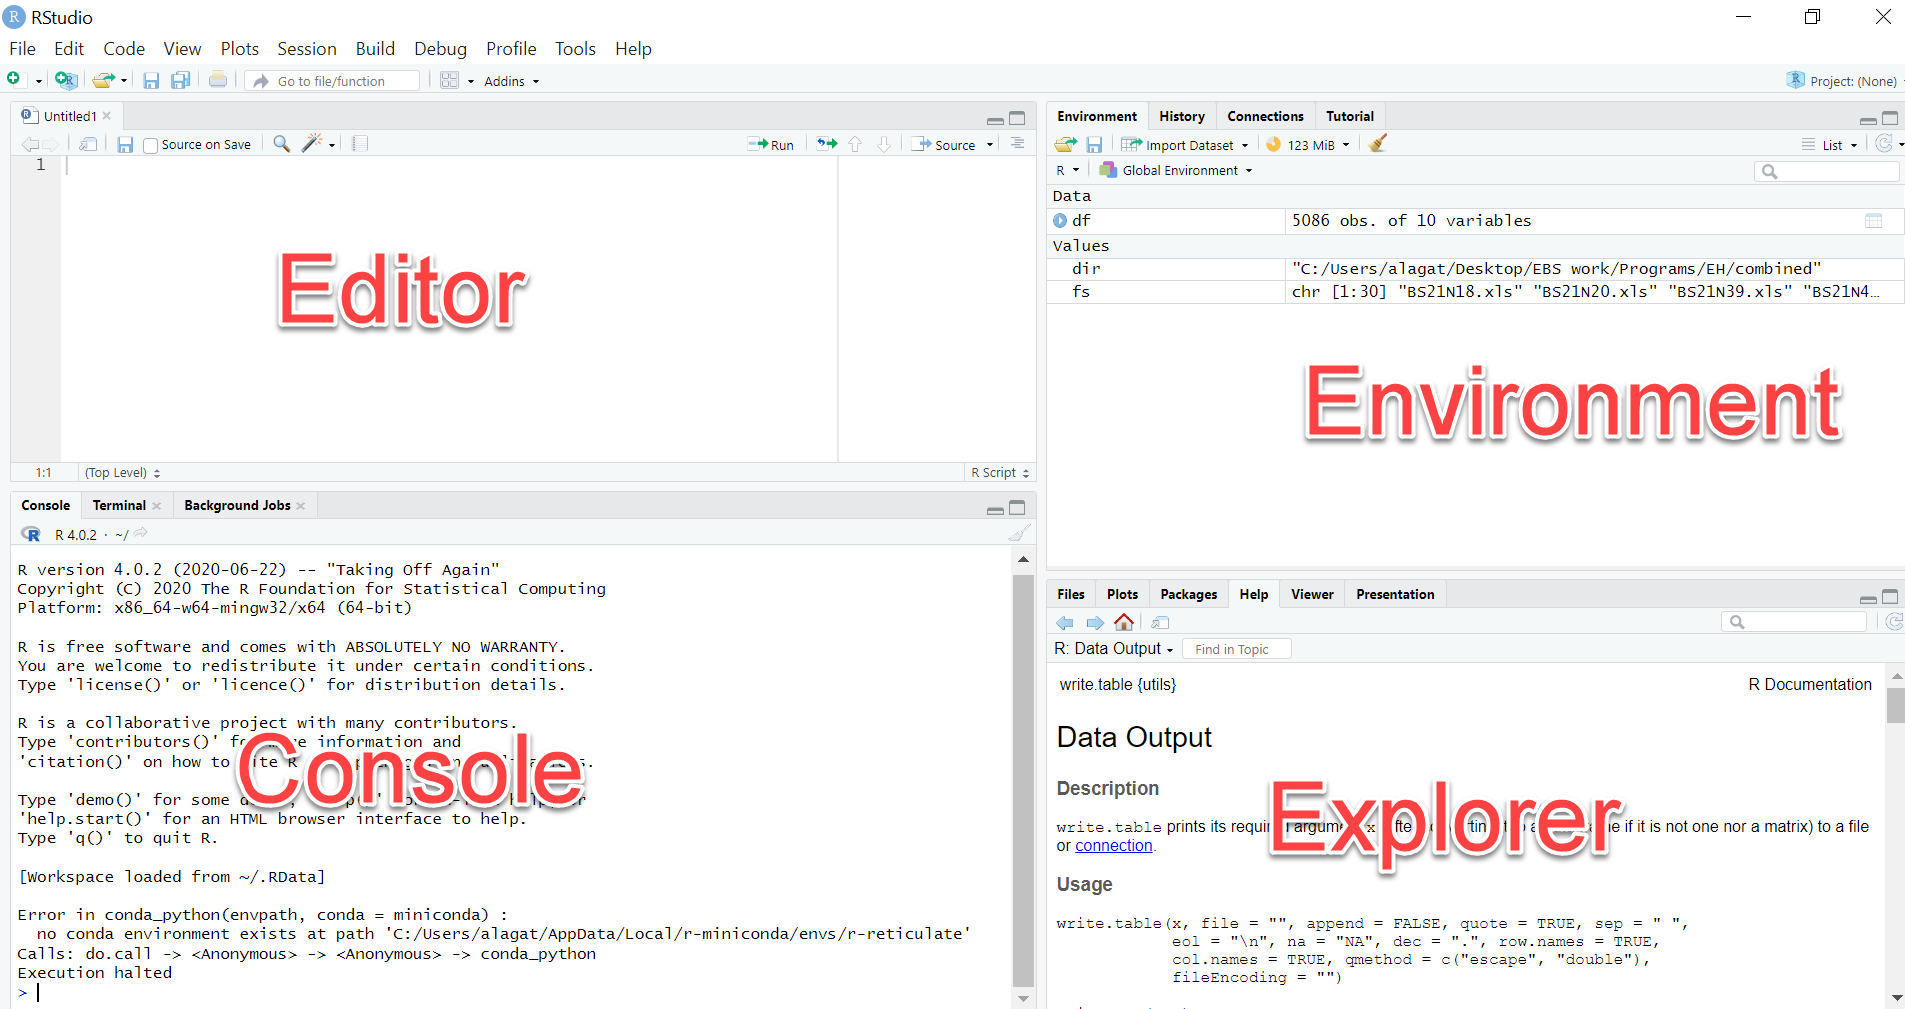 RStudio
File Edit Code View Plots Session Build Debug Profile Tools Help
Go to file/function Addins Project: (None)
Untitled1
Source on Save Run Source
1
Editor
1:1 (Top Level) R Script
Console Terminal Background Jobs
R 4.0.2 · ~/
R version 4.0.2 (2020-06-22) -- "Taking Off Again"
Copyright (C) 2020 The R Foundation for Statistical Computing
Platform: x86_64-w64-mingw32/x64 (64-bit)
R is free software and comes with ABSOLUTELY NO WARRANTY.
You are welcome to redistribute it under certain conditions.
Type 'license()' or 'licence()' for distribution details.
R is a collaborative project with many contributors.
Type 'contributors()' for more information and
'citation()' on how to cite R
Console
Type 'demo()' for some
'help.start()' for an HTML browser interface to help.
Type 'q()' to quit R.
[Workspace loaded from ~/.RData]
Error in conda_python(envpath, conda = miniconda) :
no conda environment exists at path 'C:/Users/alagat/AppData/Local/r-miniconda/envs/r-reticulate'
Calls: do.call -> <Anonymous> -> <Anonymous> -> conda_python
Execution halted
>
Environment History Connections Tutorial
Import Dataset 123 MiB List
R Global Environment
Data
df 5086 obs. of 10 variables
Values
dir "C:/Users/alagat/Desktop/EBS work/Programs/EH/combined"
fs chr [1:30] "BS21N18.xls" "BS21N20.xls" "BS21N39.xls" "BS21N4…
Environment
Files Plots Packages Help Viewer Presentation
R: Data Output Find in Topic
write.table {utils} R Documentation
Data Output
Description
write.table prints its required argument if it is not one nor a matrix) to a file
or connection.
Explorer
Usage
write.table(x, file = "", append = FALSE, quote = TRUE, sep = " ",
eol = "\n", na = "NA", dec = ".", row.names = TRUE,
col.names = TRUE, qmethod = c("escape", "double"),
fileEncoding = "")